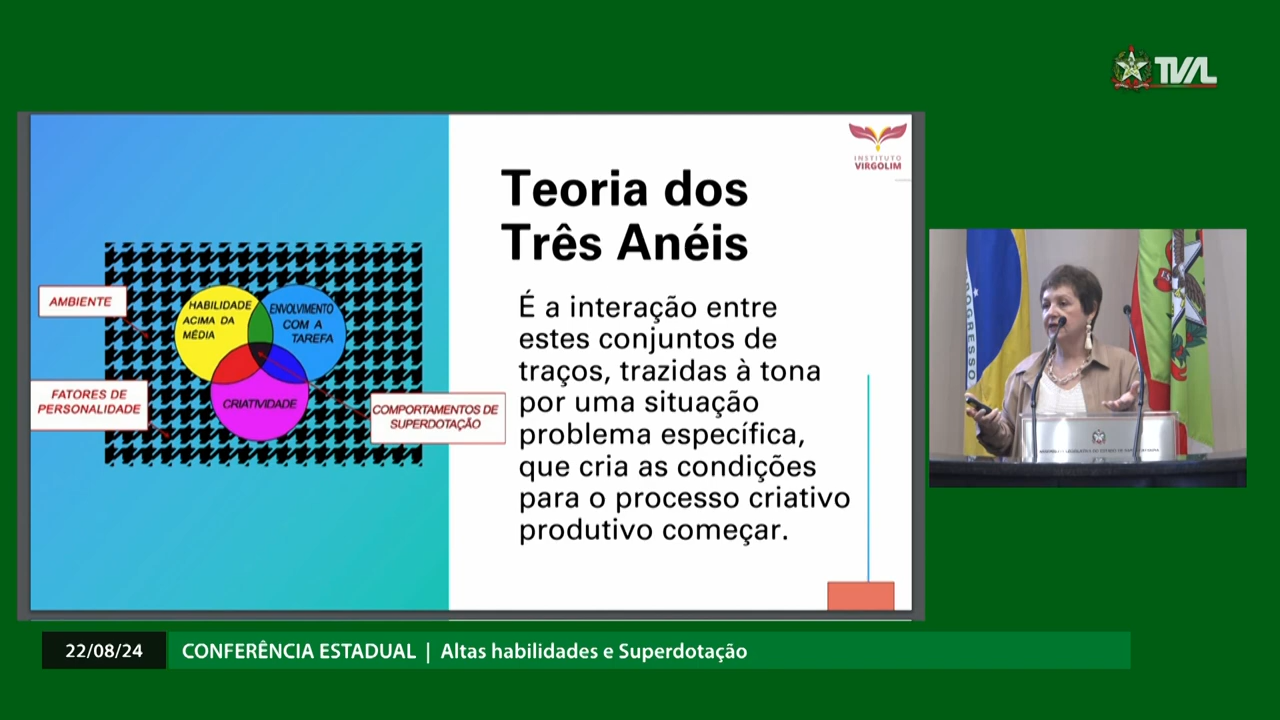 TVAL
INSTITUTO
VIRGOLIM
Teoria dos
Três Anéis
É a interação entre
estes conjuntos de
traços, trazidas à tona
por uma situação
problema específica,
que cria as condições
para o processo criativo
produtivo começar.
AMBIENTE
HABILIDADE
ACIMA DA
MÉDIA
ENVOLVIMENTO
COM A
TAREFA
FATORES DE
PERSONALIDADE
CRIATIVIDADE
COMPORTAMENTOS DE
SUPERDOTAÇÃO
ROGRESSO
22/08/24
CONFERÊNCIA ESTADUAL | Altas habilidades e Superdotação